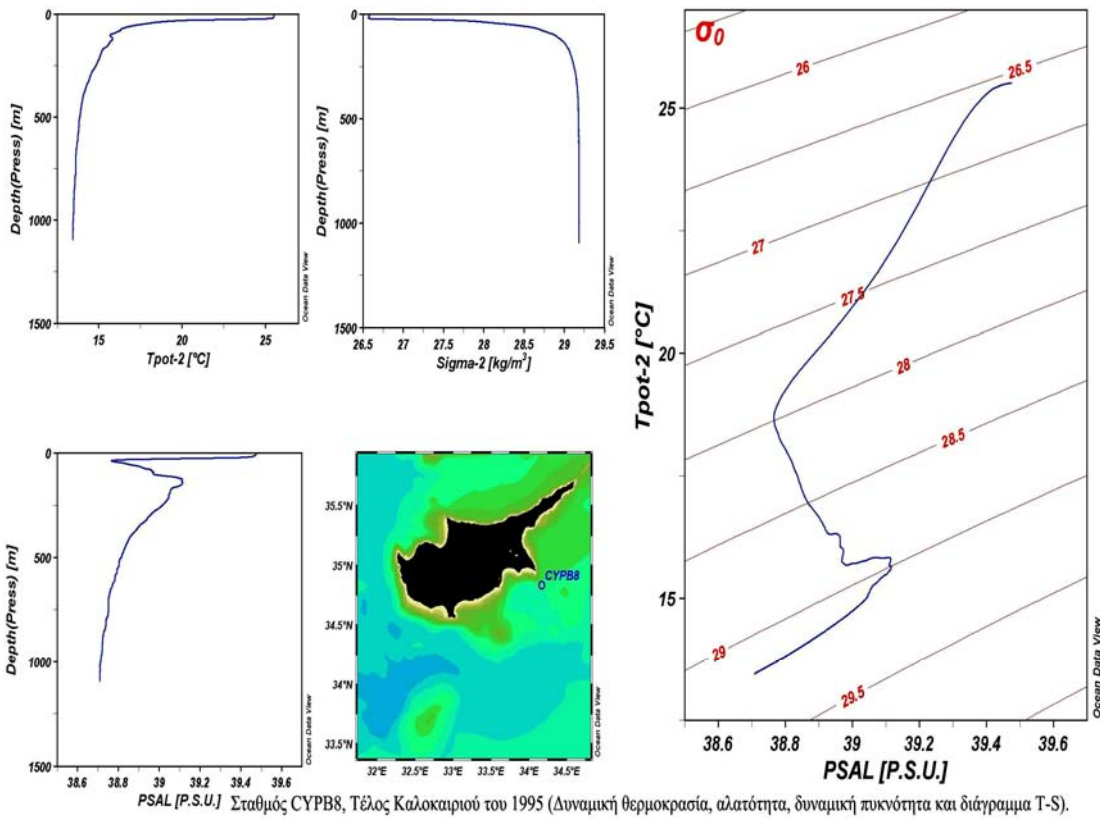 0
500
1000
1500
Depth(Press) [m]
15
20
25
Tpot-2 [°C]
Ocean Data View
0
500
1000
1500
Depth(Press) [m]
26.5
27
27.5
28
28.5
29
29.5
Sigma-2 [kg/m³]
Ocean Data View
σ0
26
26.5
27
27.5
28
28.5
29
29.5
25
20
15
Tpot-2 [°C]
38.6
38.8
39
39.2
39.4
39.6
PSAL [P.S.U.]
Ocean Data View
0
500
1000
1500
Depth(Press) [m]
38.6
38.8
39
39.2
39.4
39.6
PSAL [P.S.U.]
Ocean Data View
35.5°N
35°N
34.5°N
34°N
33.5°N
32°E
32.5°E
33°E
33.5°E
34°E
34.5°E
CYPB8
Ocean Data View
Σταθμός CYPB8, Τέλος Καλοκαιριού του 1995 (Δυναμική θερμοκρασία, αλατότητα, δυναμική πυκνότητα και διάγραμμα T-S).